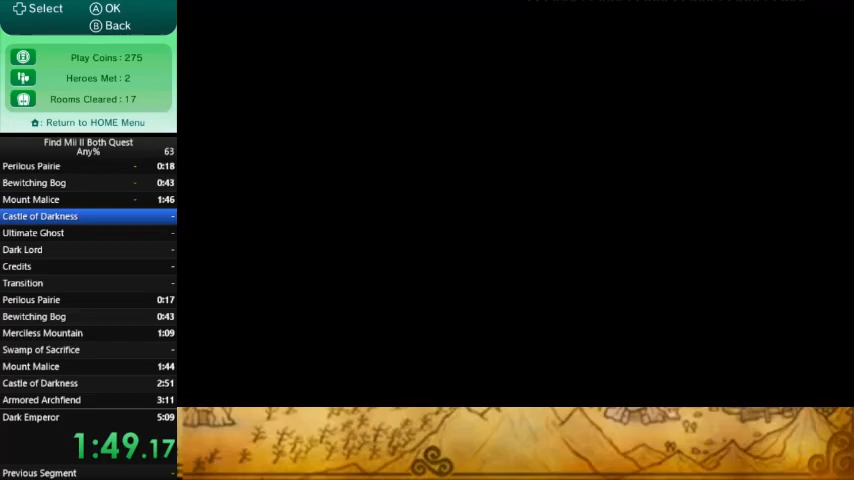 Select Ⓐ OK
Ⓑ Back
Play Coins : 275
Heroes Met : 2
Rooms Cleared : 17
: Return to HOME Menu
Find Mii II Both Quest
Any% 63
Perilous Pairie - 0:18
Bewitching Bog - 0:43
Mount Malice - 1:46
Castle of Darkness -
Ultimate Ghost -
Dark Lord -
Credits -
Transition -
Perilous Pairie 0:17
Bewitching Bog 0:43
Merciless Mountain 1:09
Swamp of Sacrifice -
Mount Malice 1:44
Castle of Darkness 2:51
Armored Archfiend 3:11
Dark Emperor 5:09
1:49.17
Previous Segment -